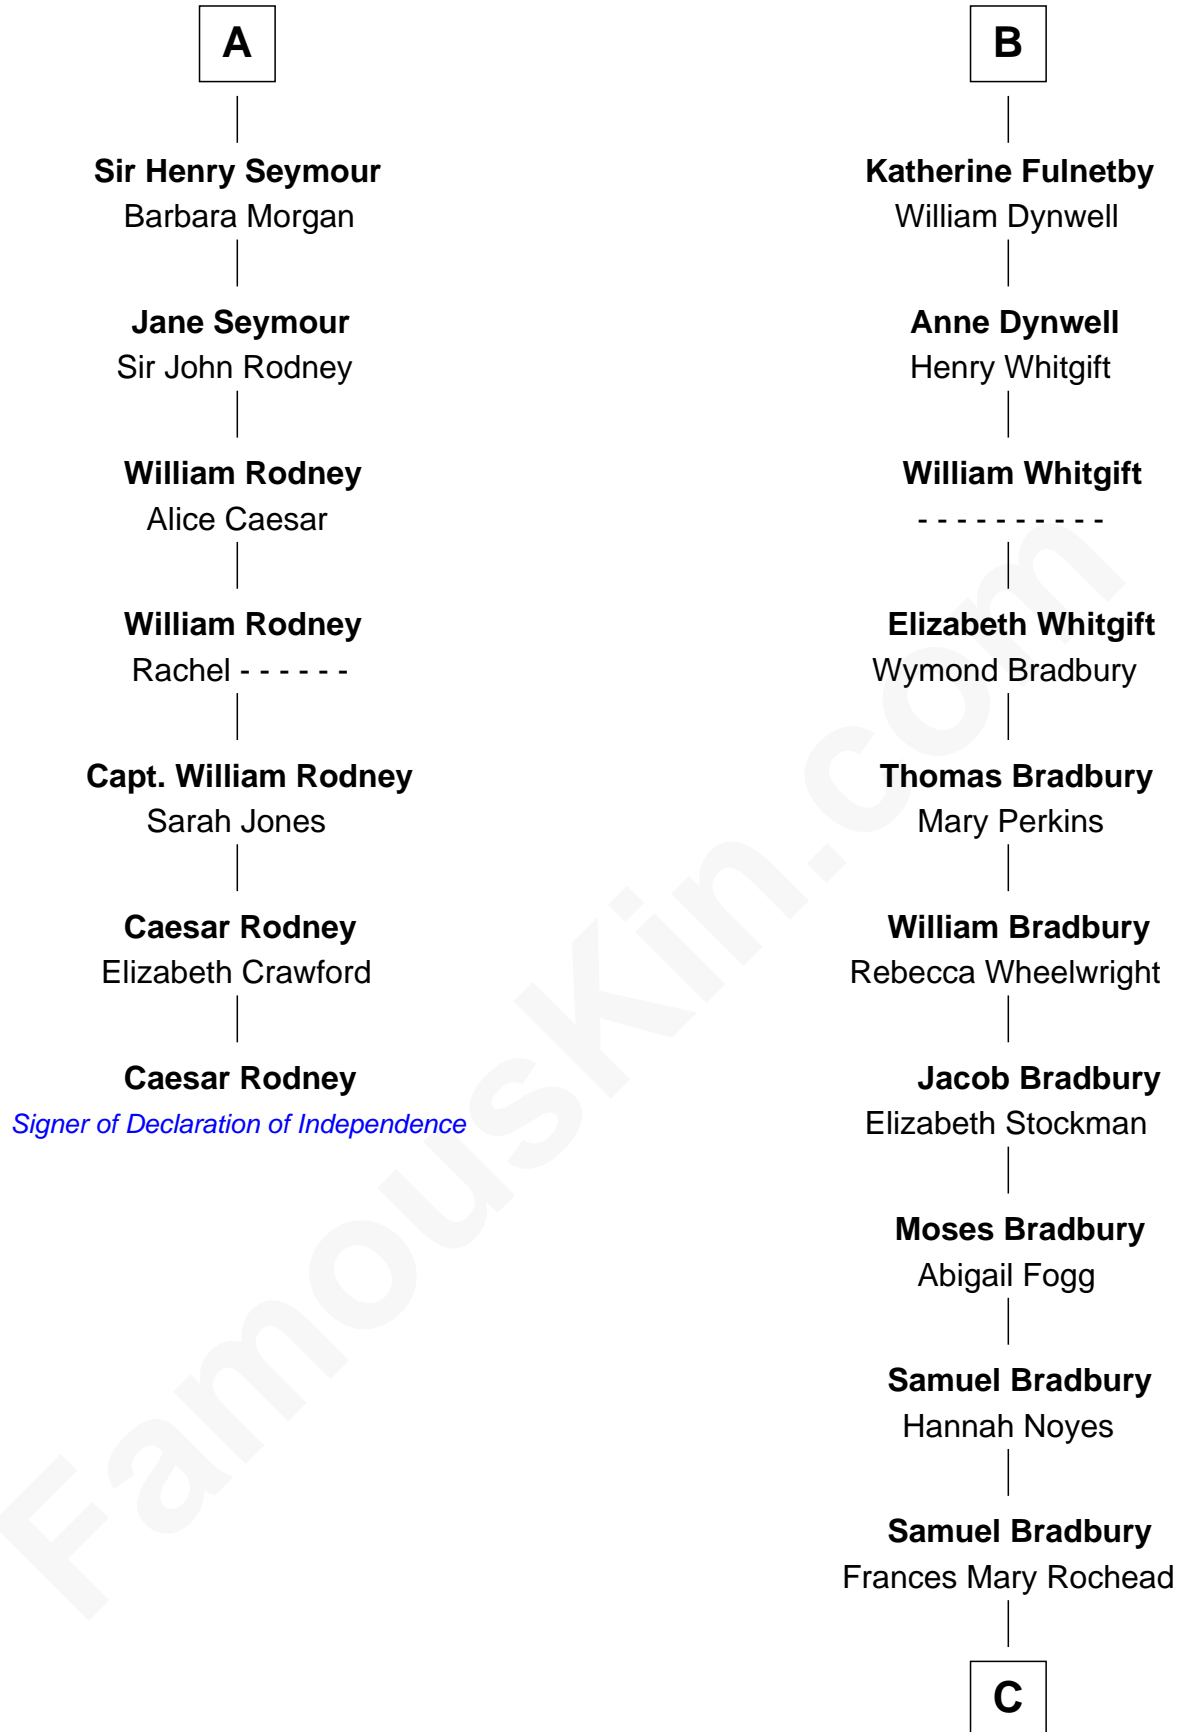 A
Sir Henry Seymour
Barbara Morgan
Jane Seymour
Sir John Rodney
William Rodney
Alice Caesar
William Rodney
Rachel - - - - - -
Capt. William Rodney
Sarah Jones
Caesar Rodney
Elizabeth Crawford
Caesar Rodney
Signer of Declaration of Independence
B
Katherine Fulnetby
William Dynwell
Anne Dynwell
Henry Whitgift
William Whitgift
- - - - - - - - - -
Elizabeth Whitgift
Wymond Bradbury
Thomas Bradbury
Mary Perkins
William Bradbury
Rebecca Wheelwright
Jacob Bradbury
Elizabeth Stockman
Moses Bradbury
Abigail Fogg
Samuel Bradbury
Hannah Noyes
Samuel Bradbury
Frances Mary Rochead
C
FamousKin.com